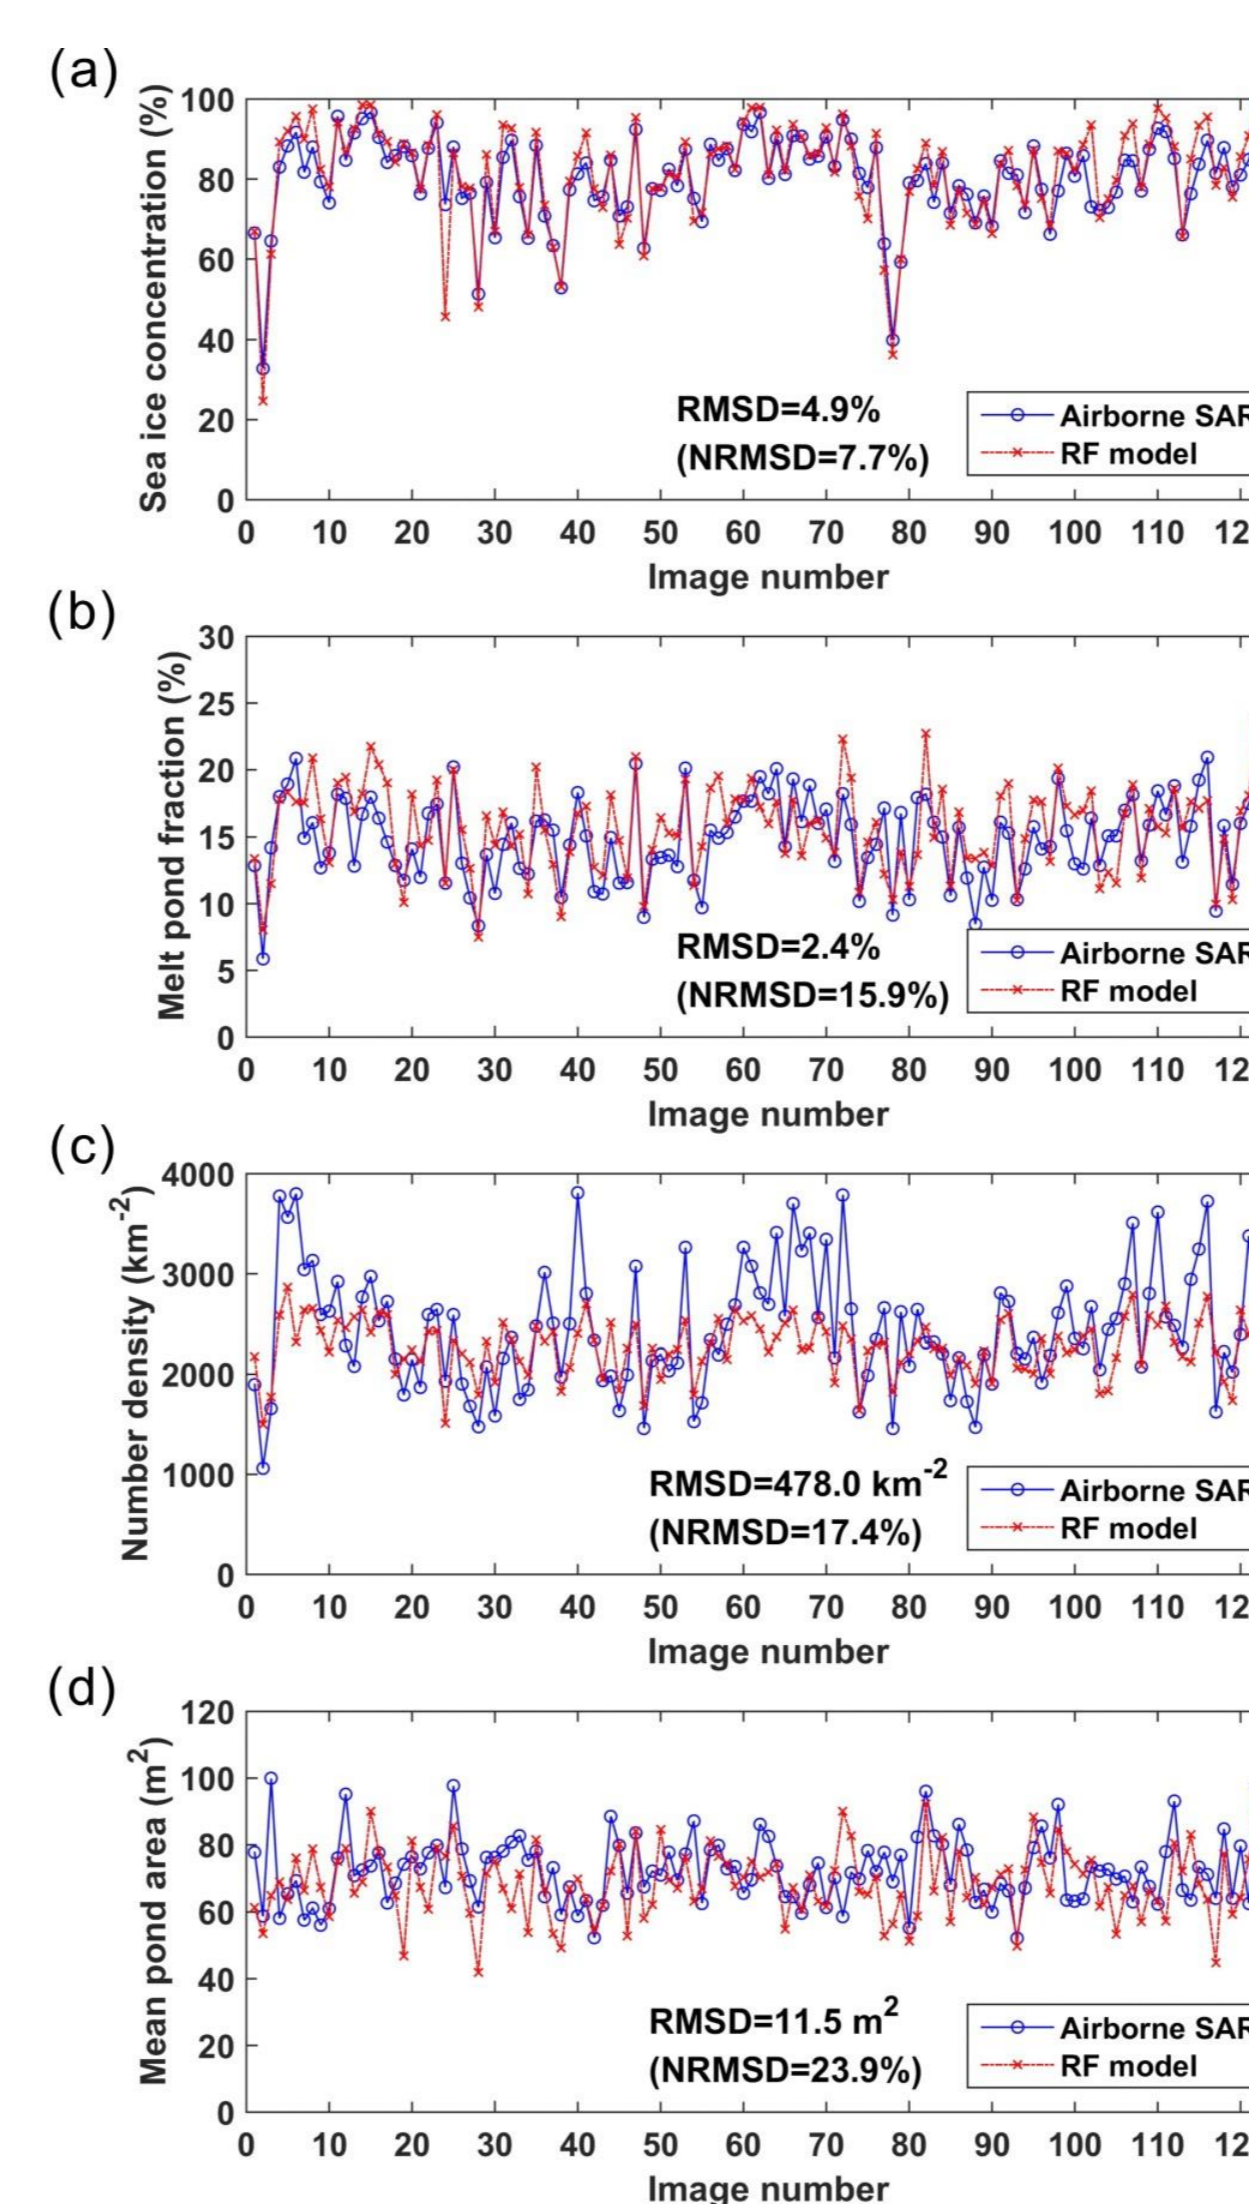 (a)
Sea ice concentration (%)
100
80
60
40
20
0
RMSD=4.9%
(NRMSD=7.7%)
Airborne SAR
RF model
0 10 20 30 40 50 60 70 80 90 100 110 12
Image number
(b)
Melt pond fraction (%)
30
25
20
15
10
5
0
RMSD=2.4%
(NRMSD=15.9%)
Airborne SAR
RF model
0 10 20 30 40 50 60 70 80 90 100 110 12
Image number
(c)
Number density (km-2)
4000
3000
2000
1000
0
RMSD=478.0 km-2
(NRMSD=17.4%)
Airborne SAR
RF model
0 10 20 30 40 50 60 70 80 90 100 110 12
Image number
(d)
Mean pond area (m2)
120
100
80
60
40
20
0
RMSD=11.5 m2
(NRMSD=23.9%)
Airborne SAR
RF model
0 10 20 30 40 50 60 70 80 90 100 110 12
Image number